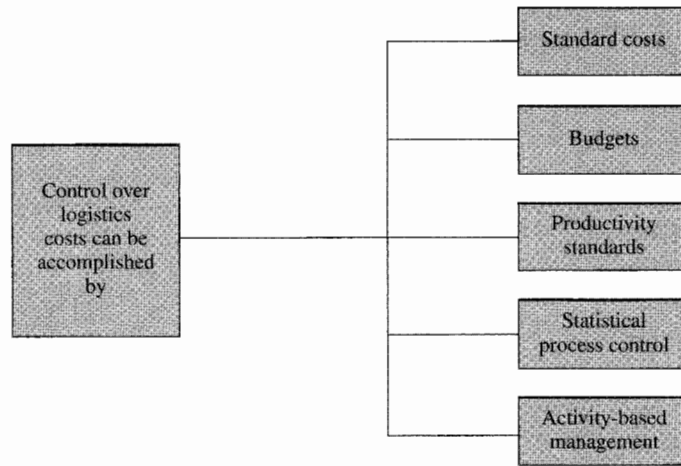 Control over
logistics
costs can be
accomplished
by
Standard costs
Budgets
Productivity
standards
Statistical
process control
Activity-based
management